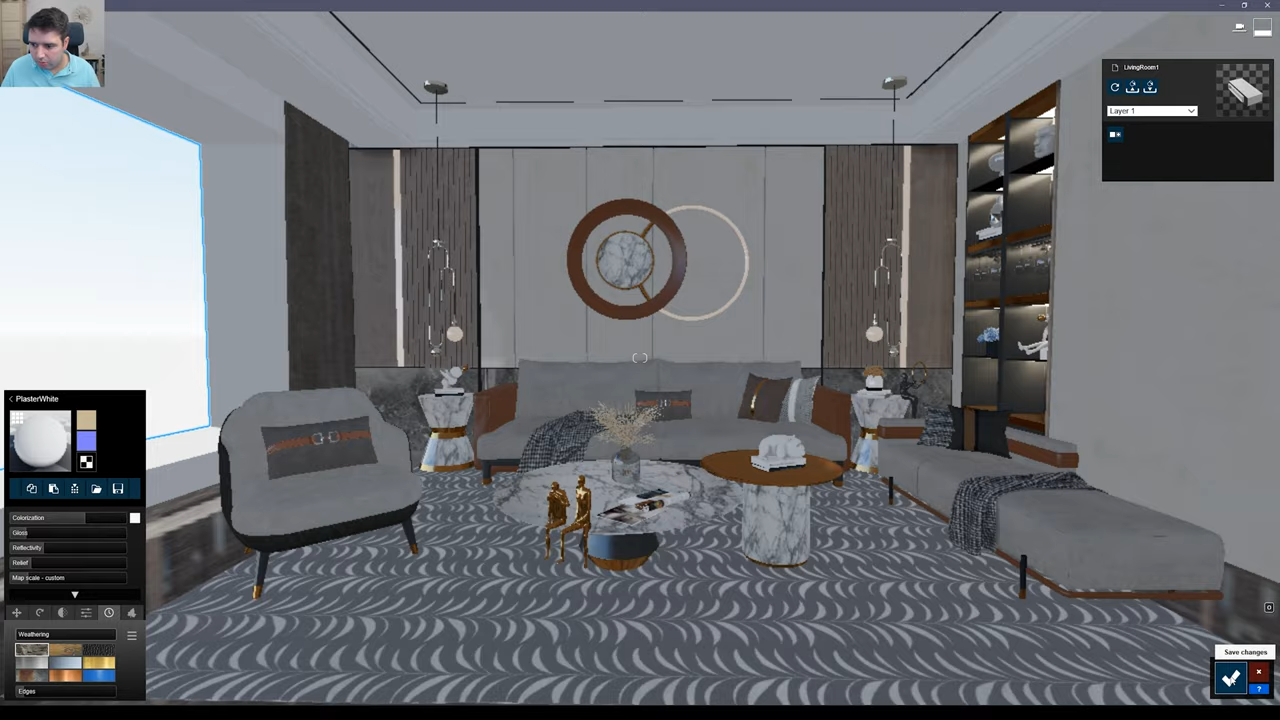 LivingRoom1
Layer 1
PlasterWhite
Colorization
Gloss
Reflectivity
Relief
Map scale - custom
Weathering
Edges
Save changes